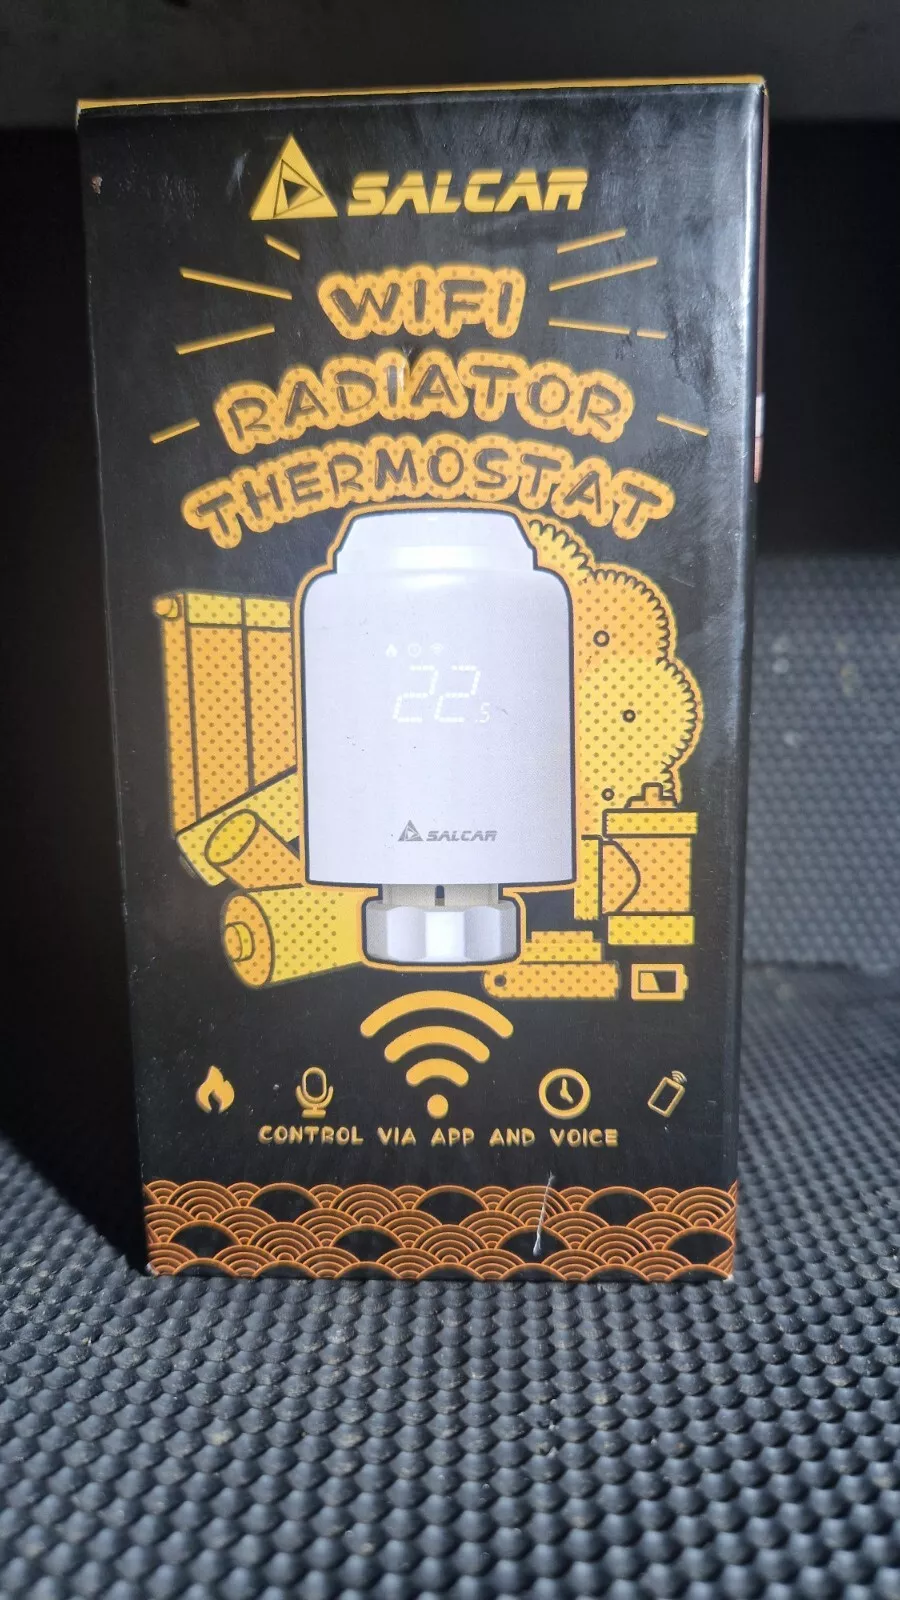 SALCAR
WIFI
RADIATOR
THERMOSTAT
22.5
SALCAR
CONTROL VIA APP AND VOICE